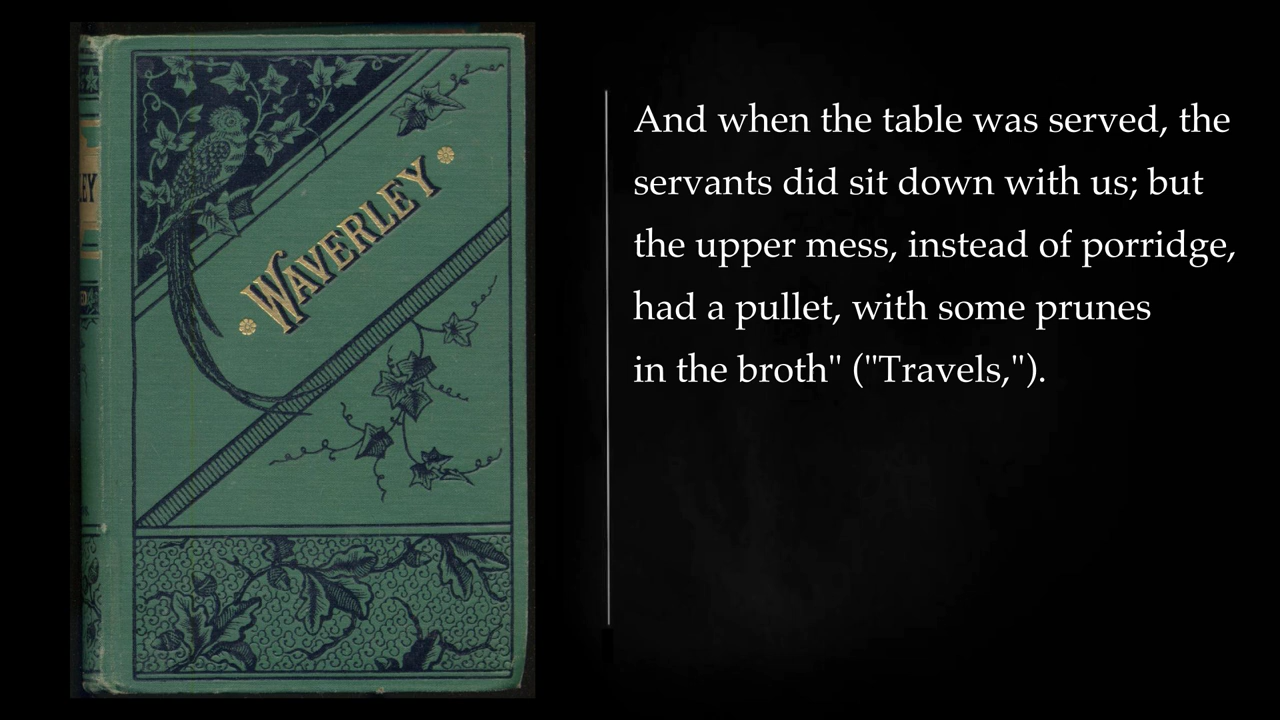 WAVERLEY
LEY
And when the table was served, the
servants did sit down with us; but
the upper mess, instead of porridge,
had a pullet, with some prunes
in the broth" ("Travels,").